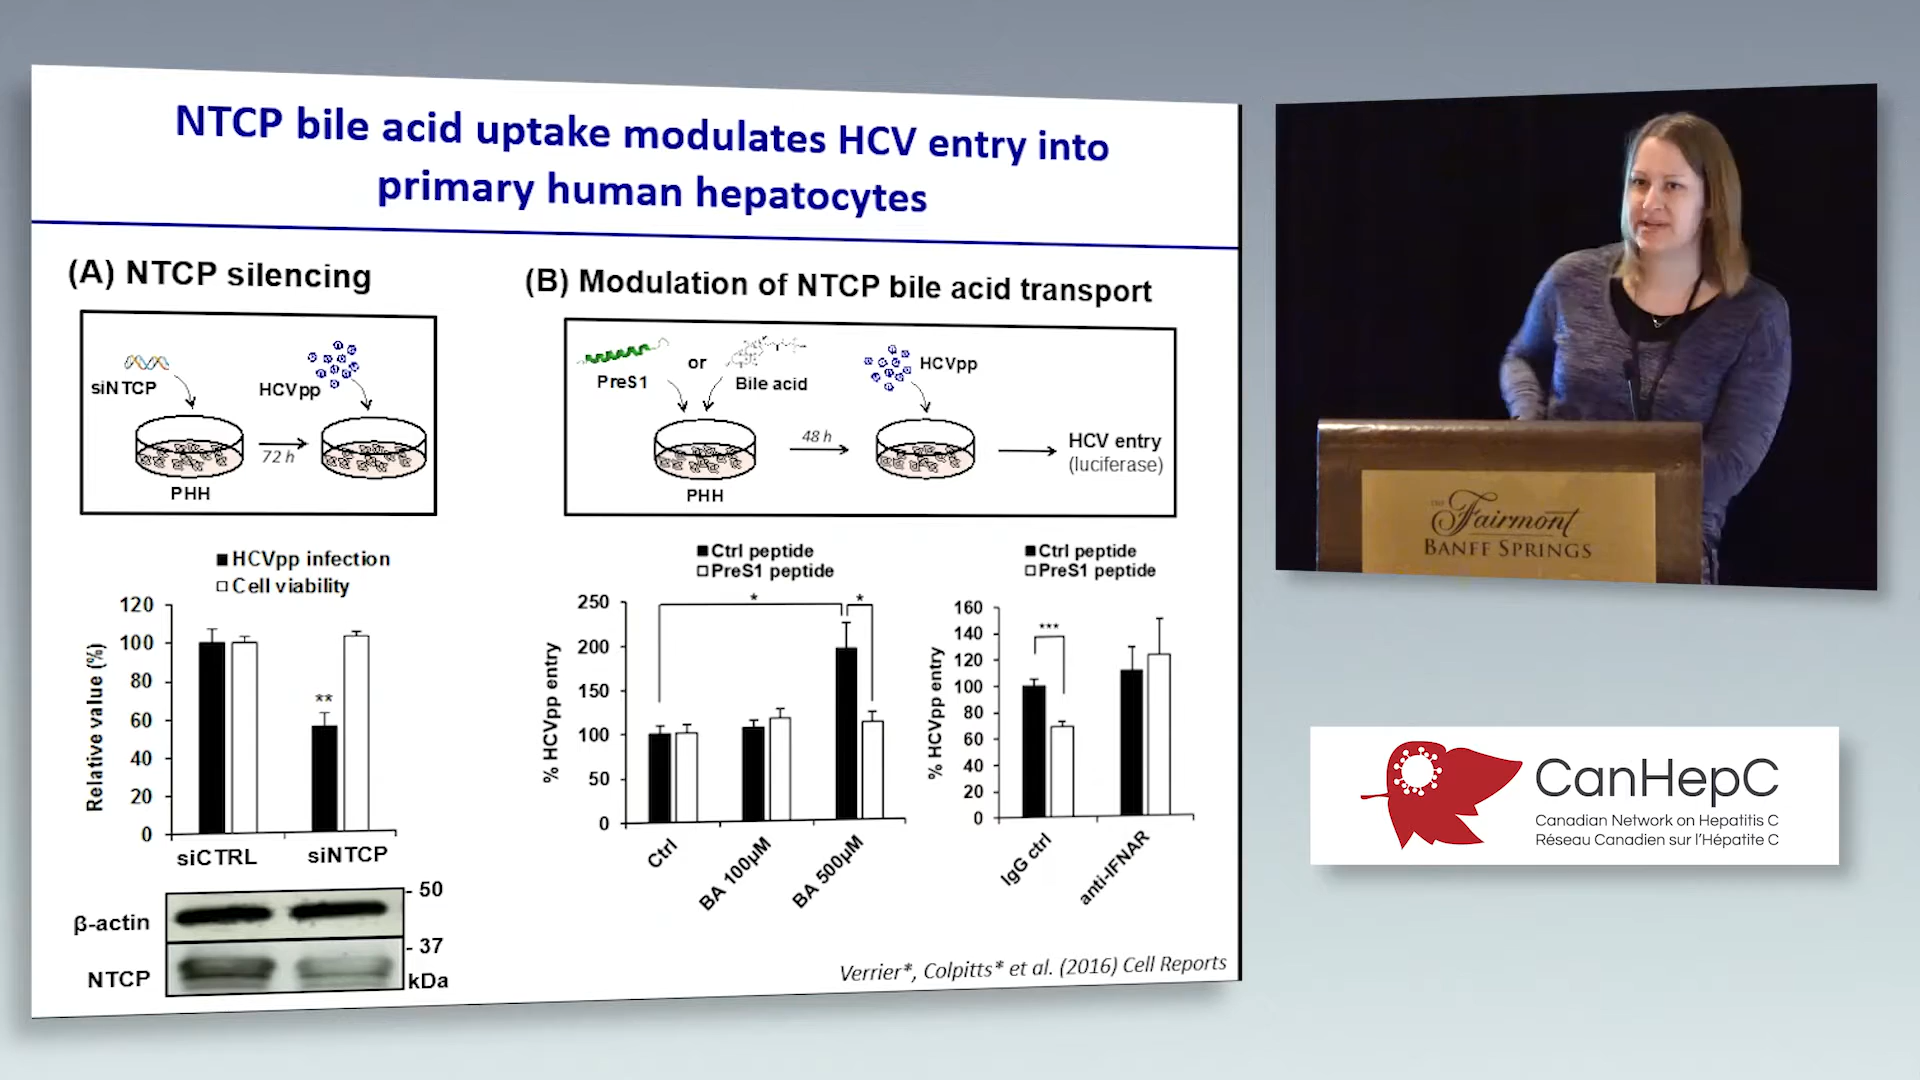 NTCP bile acid uptake modulates HCV entry into
primary human hepatocytes
(A) NTCP silencing
siNTCP
HCVpp
72 h
PHH
HCVpp infection
Cell viability
Relative value (%)
120
100
80
60
40
20
0
**
siCTRL
siNTCP
β-actin
NTCP
- 50
- 37
kDa
(B) Modulation of NTCP bile acid transport
PreS1
or
Bile acid
HCVpp
48 h
PHH
HCV entry
(luciferase)
Ctrl peptide
PreS1 peptide
% HCVpp entry
250
200
150
100
50
0
*
*
Ctrl
BA 100µM
BA 500µM
Ctrl peptide
PreS1 peptide
% HCVpp entry
160
140
120
100
80
60
40
20
0
***
IgG ctrl
anti-IFNAR
Verrier*, Colpitts* et al. (2016) Cell Reports
THE
Fairmont
BANFF SPRINGS
CanHepC
Canadian Network on Hepatitis C
Réseau Canadien sur l'Hépatite C